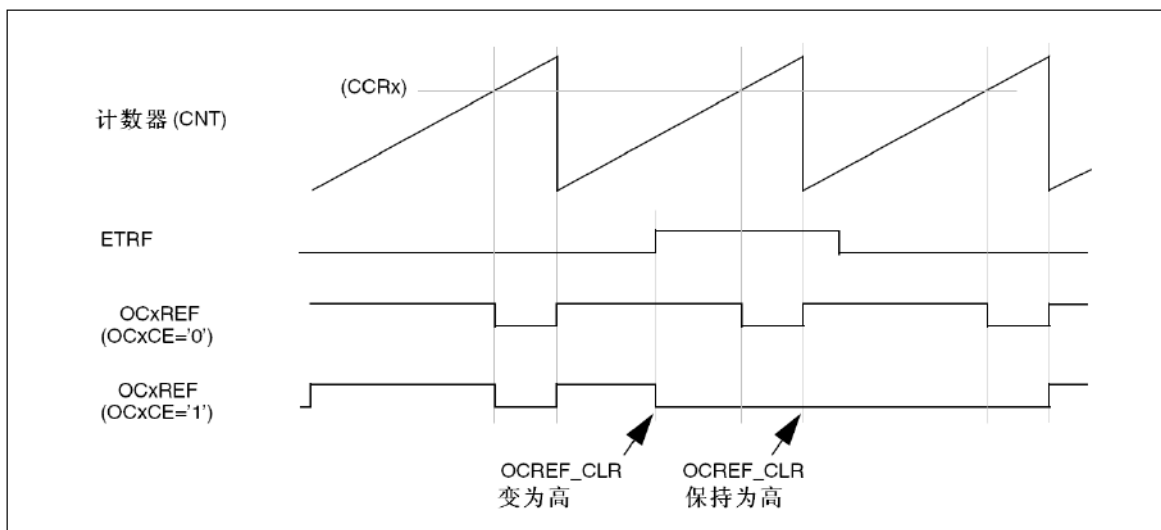 (CCRx)
计数器 (CNT)
ETRF
OCxREF
(OCxCE='0')
OCxREF
(OCxCE='1')
OCREF_CLR
变为高
OCREF_CLR
保持为高